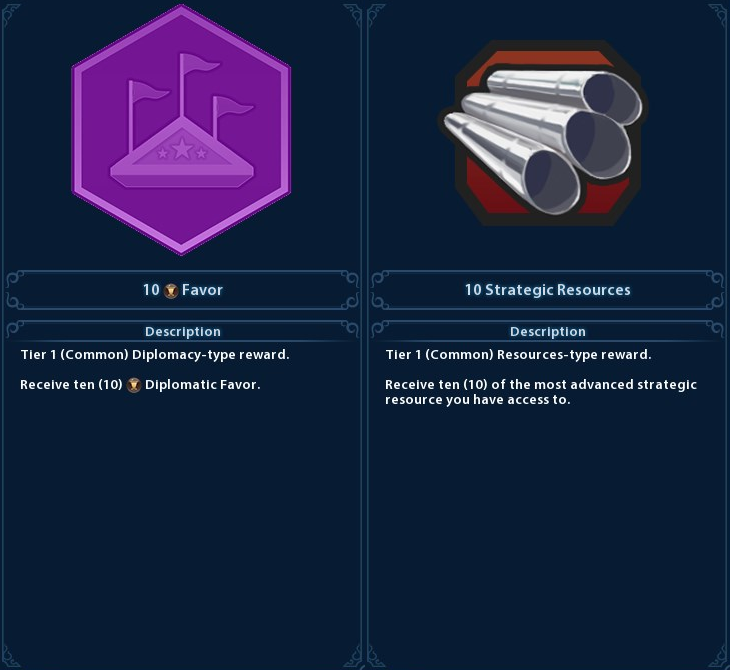 10 Favor
Description
Tier 1 (Common) Diplomacy-type reward.
Receive ten (10) Diplomatic Favor.
10 Strategic Resources
Description
Tier 1 (Common) Resources-type reward.
Receive ten (10) of the most advanced strategic
resource you have access to.